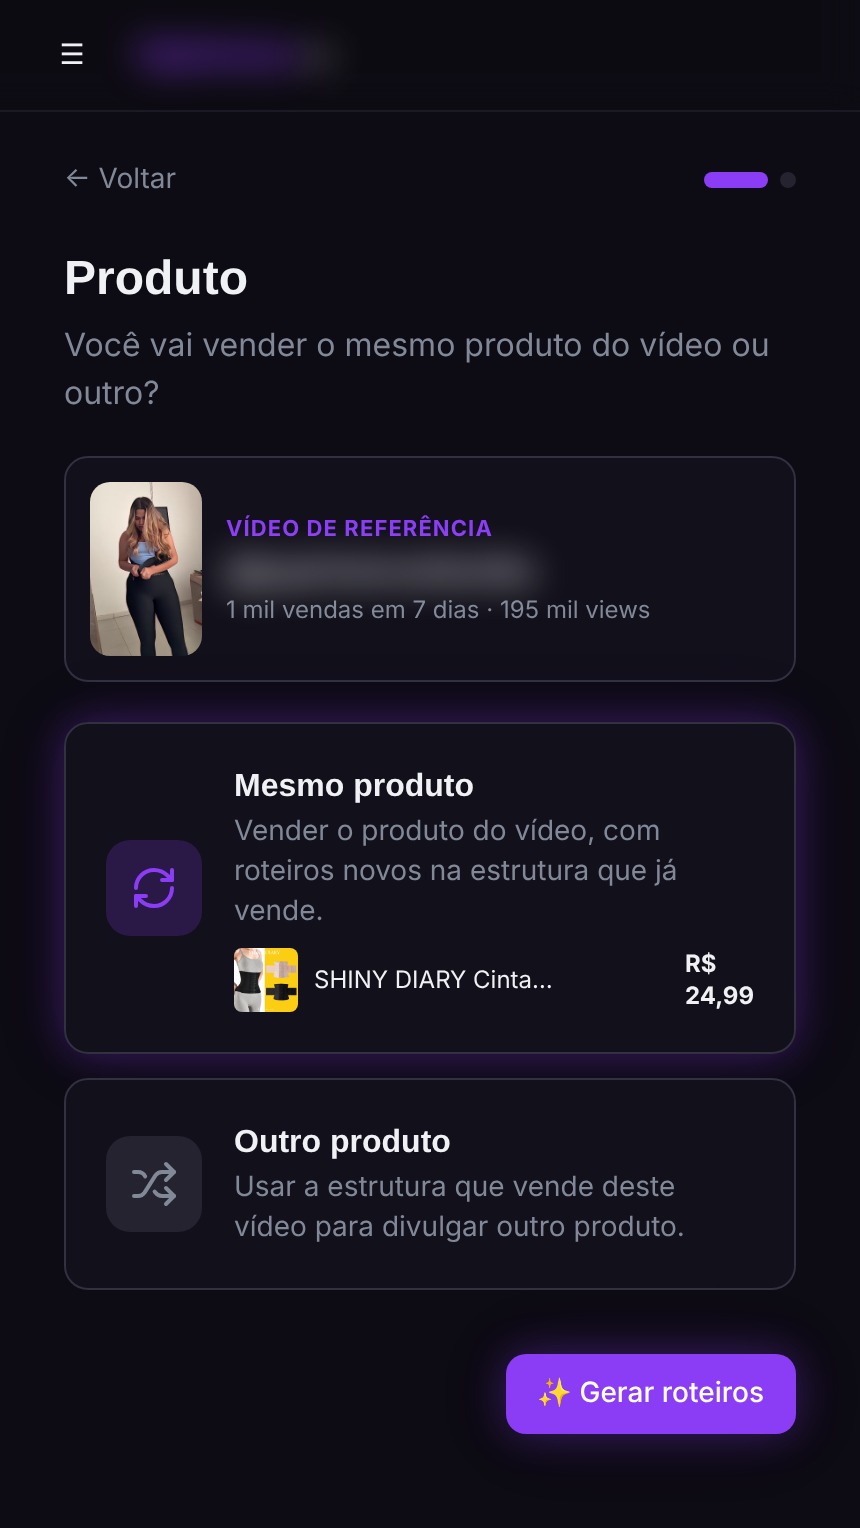 ← Voltar
Produto
Você vai vender o mesmo produto do vídeo ou
outro?
VÍDEO DE REFERÊNCIA
1 mil vendas em 7 dias · 195 mil views
Mesmo produto
Vender o produto do vídeo, com
roteiros novos na estrutura que já
vende.
SHINY DIARY Cinta...
R$
24,99
Outro produto
Usar a estrutura que vende deste
vídeo para divulgar outro produto.
✨ Gerar roteiros